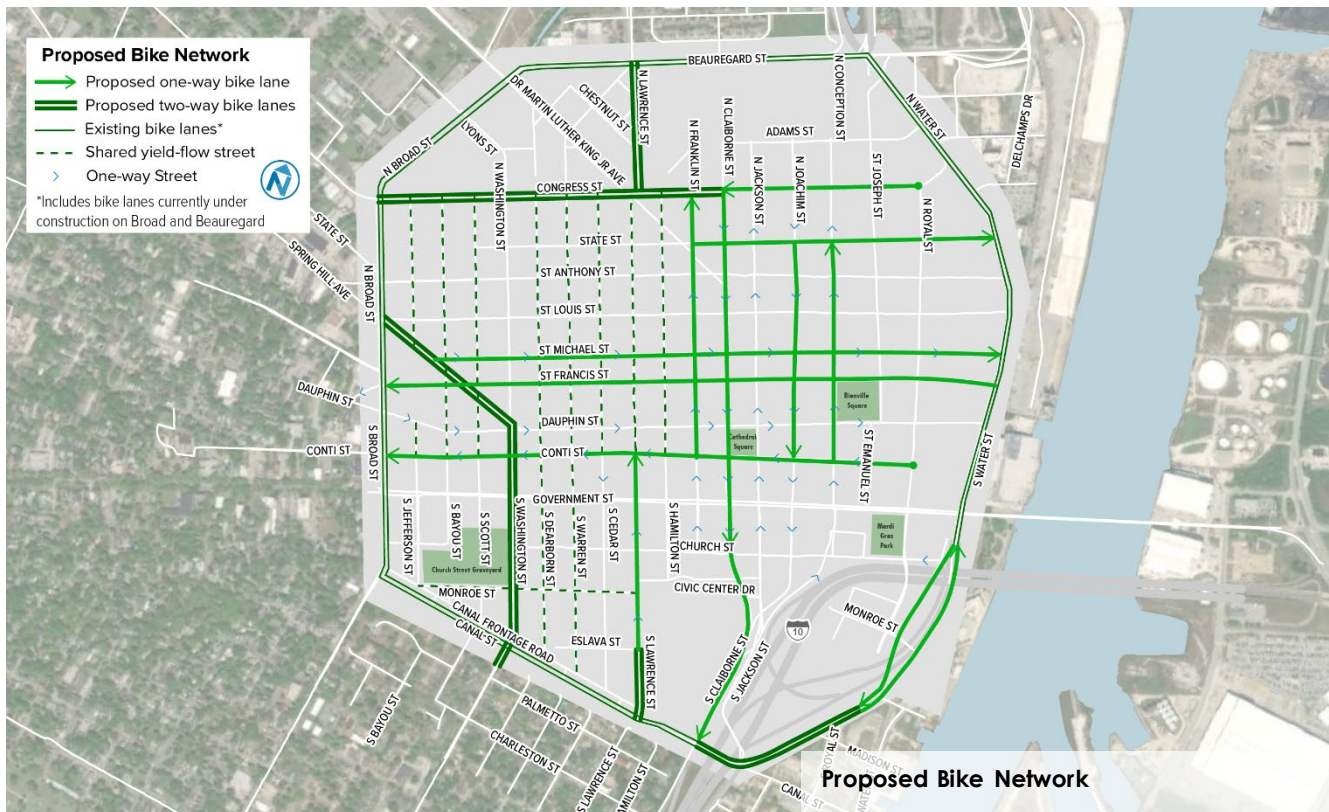 Proposed Bike Network
Proposed one-way bike lane
Proposed two-way bike lanes
Existing bike lanes*
Shared yield-flow street
One-way Street
*Includes bike lanes currently under
construction on Broad and Beauregard
N
BEAUREGARD ST
N BROAD ST
LYONS ST
DR MARTIN LUTHER KING JR AVE
CHESTNUT ST
N LAWRENCE ST
N CLAIBORNE ST
N CONCEPTION ST
N WATER ST
DELCHAMPS DR
N WASHINGTON ST
N FRANKLIN ST
ADAMS ST
N JACKSON ST
N JOACHIM ST
ST JOSEPH ST
N ROYAL ST
CONGRESS ST
STATE ST
STATE ST
SPRING HILL AVE
N BROAD ST
ST ANTHONY ST
ST LOUIS ST
ST MICHAEL ST
ST FRANCIS ST
DAUPHIN ST
DAUPHIN ST
Bienville
Square
Cathedral
Square
CONTI ST
S BROAD ST
CONTI ST
ST EMANUEL ST
S WATER ST
GOVERNMENT ST
S JEFFERSON ST
S BAYOU ST
S SCOTT ST
S WASHINGTON ST
S DEARBORN ST
S WARREN ST
S CEDAR ST
S HAMILTON ST
CHURCH ST
Mardi
Gras
Park
Church Street Graveyard
CIVIC CENTER DR
MONROE ST
MONROE ST
10
CANAL FRONTAGE ROAD
CANAL ST
ESLAVA ST
S LAWRENCE ST
S CLAIBORNE ST
S JACKSON ST
S BAYOU ST
PALMETTO ST
CHARLESTON ST
S LAWRENCE ST
MADISON ST
CANAL ST
Proposed Bike Network